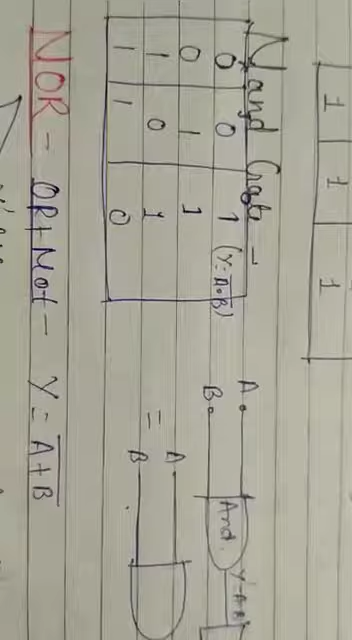 1 1 1
Nand Gate -
0 0 1 (Y=A̅·̅B̅)
0 1 1
1 0 1
1 1 0
A
B
And
=
A
B
NOR - OR+Not - Y = A̅+̅B̅